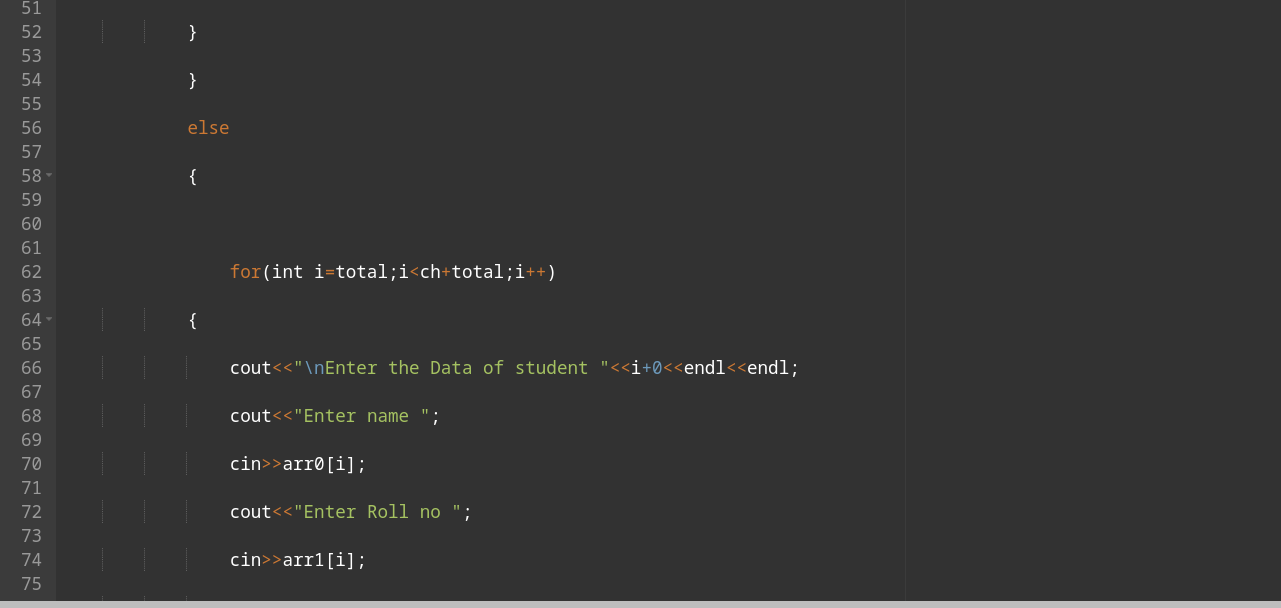 51
52 }
53
54 }
55
56 else
57
58 {
59
60
61
62 for(int i=total;i<ch+total;i++)
63
64 {
65
66 cout<<"\nEnter the Data of student "<<i+0<<endl<<endl;
67
68 cout<<"Enter name ";
69
70 cin>>arr0[i];
71
72 cout<<"Enter Roll no ";
73
74 cin>>arr1[i];
75